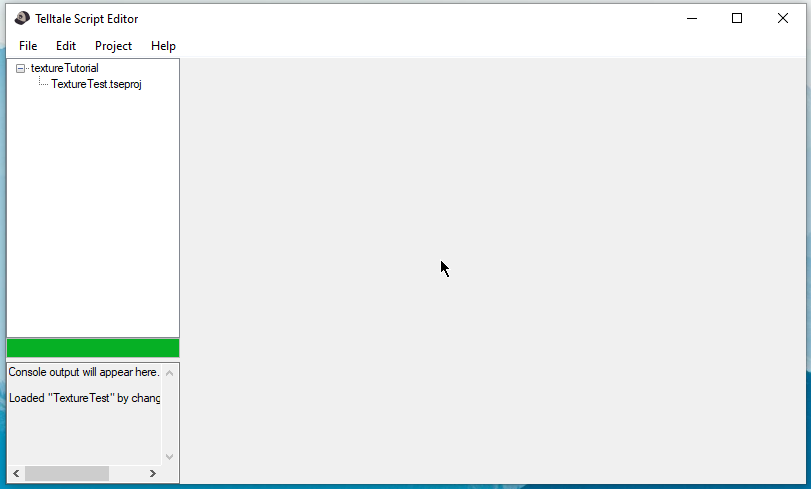 Telltale Script Editor
File Edit Project Help
textureTutorial
TextureTest.tseproj
Console output will appear here.
Loaded "TextureTest" by chang